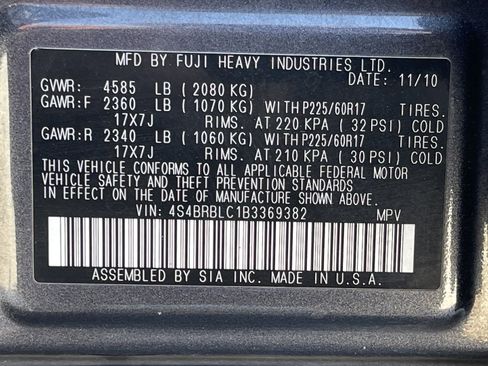 MFD BY FUJI HEAVY INDUSTRIES LTD.
DATE: 11/10
GVWR: 4585 LB (2080 KG)
GAWR:F 2360 LB (1070 KG) WITH P225/60R17 TIRES.
17X7J RIMS. AT 220 KPA (32 PSI) COLD
GAWR:R 2340 LB (1060 KG) WITH P225/60R17 TIRES.
17X7J RIMS. AT 210 KPA (30 PSI) COLD
THIS VEHICLE CONFORMS TO ALL APPLICABLE FEDERAL MOTOR
VEHICLE SAFETY AND THEFT PREVENTION STANDARDS
IN EFFECT ON THE DATE OF MANUFACTURE SHOWN ABOVE.
VIN: 4S4BRBLC1B3369382 MPV
ASSEMBLED BY SIA INC. MADE IN U.S.A.